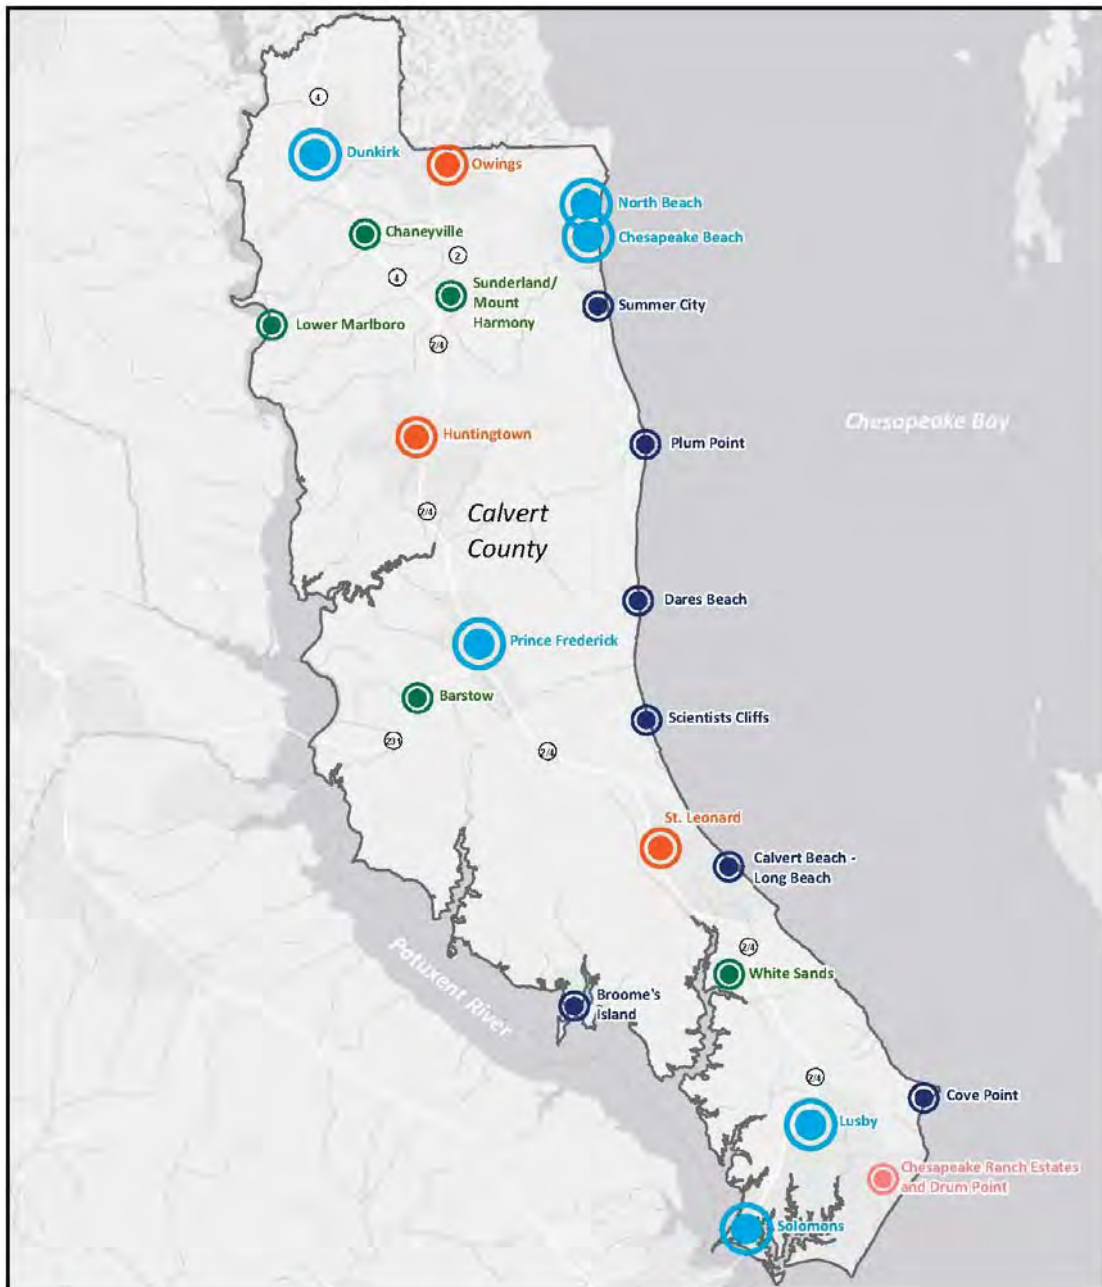 4
Dunkirk
Owings
North Beach
Chaneyville
Chesapeake Beach
2
4
Sunderland/
Mount
Harmony
Summer City
Lower Marlboro
2/4
Chesapeake Bay
Huntingtown
Plum Point
2/4
Calvert
County
Dares Beach
Prince Frederick
Barstow
Scientists Cliffs
231
2/4
St. Leonard
Calvert Beach -
Long Beach
2/4
White Sands
Patuxent River
Broome's
Island
2/4
Cove Point
Lusby
Chesapeake Ranch Estates
and Drum Point
Solomons